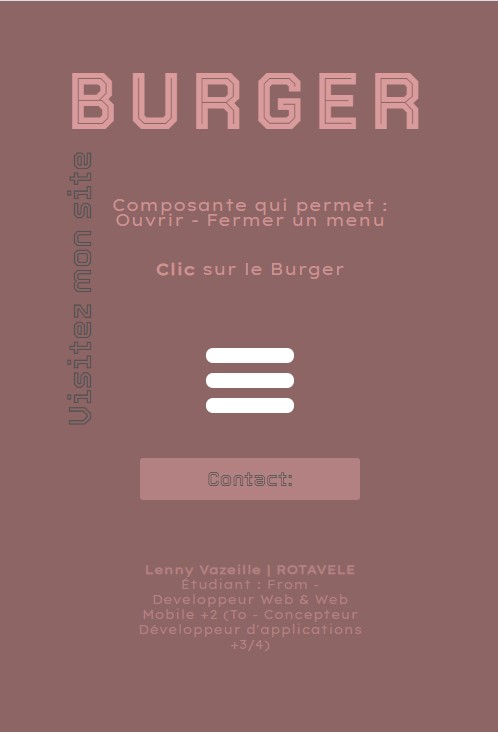 BURGER
Visitez mon site
Composante qui permet :
Ouvrir - Fermer un menu
Clic sur le Burger
Contact:
Lenny Vazeille | ROTAVELE
Étudiant : From -
Developpeur Web & Web
Mobile +2 (To - Concepteur
Développeur d'applications
+3/4)